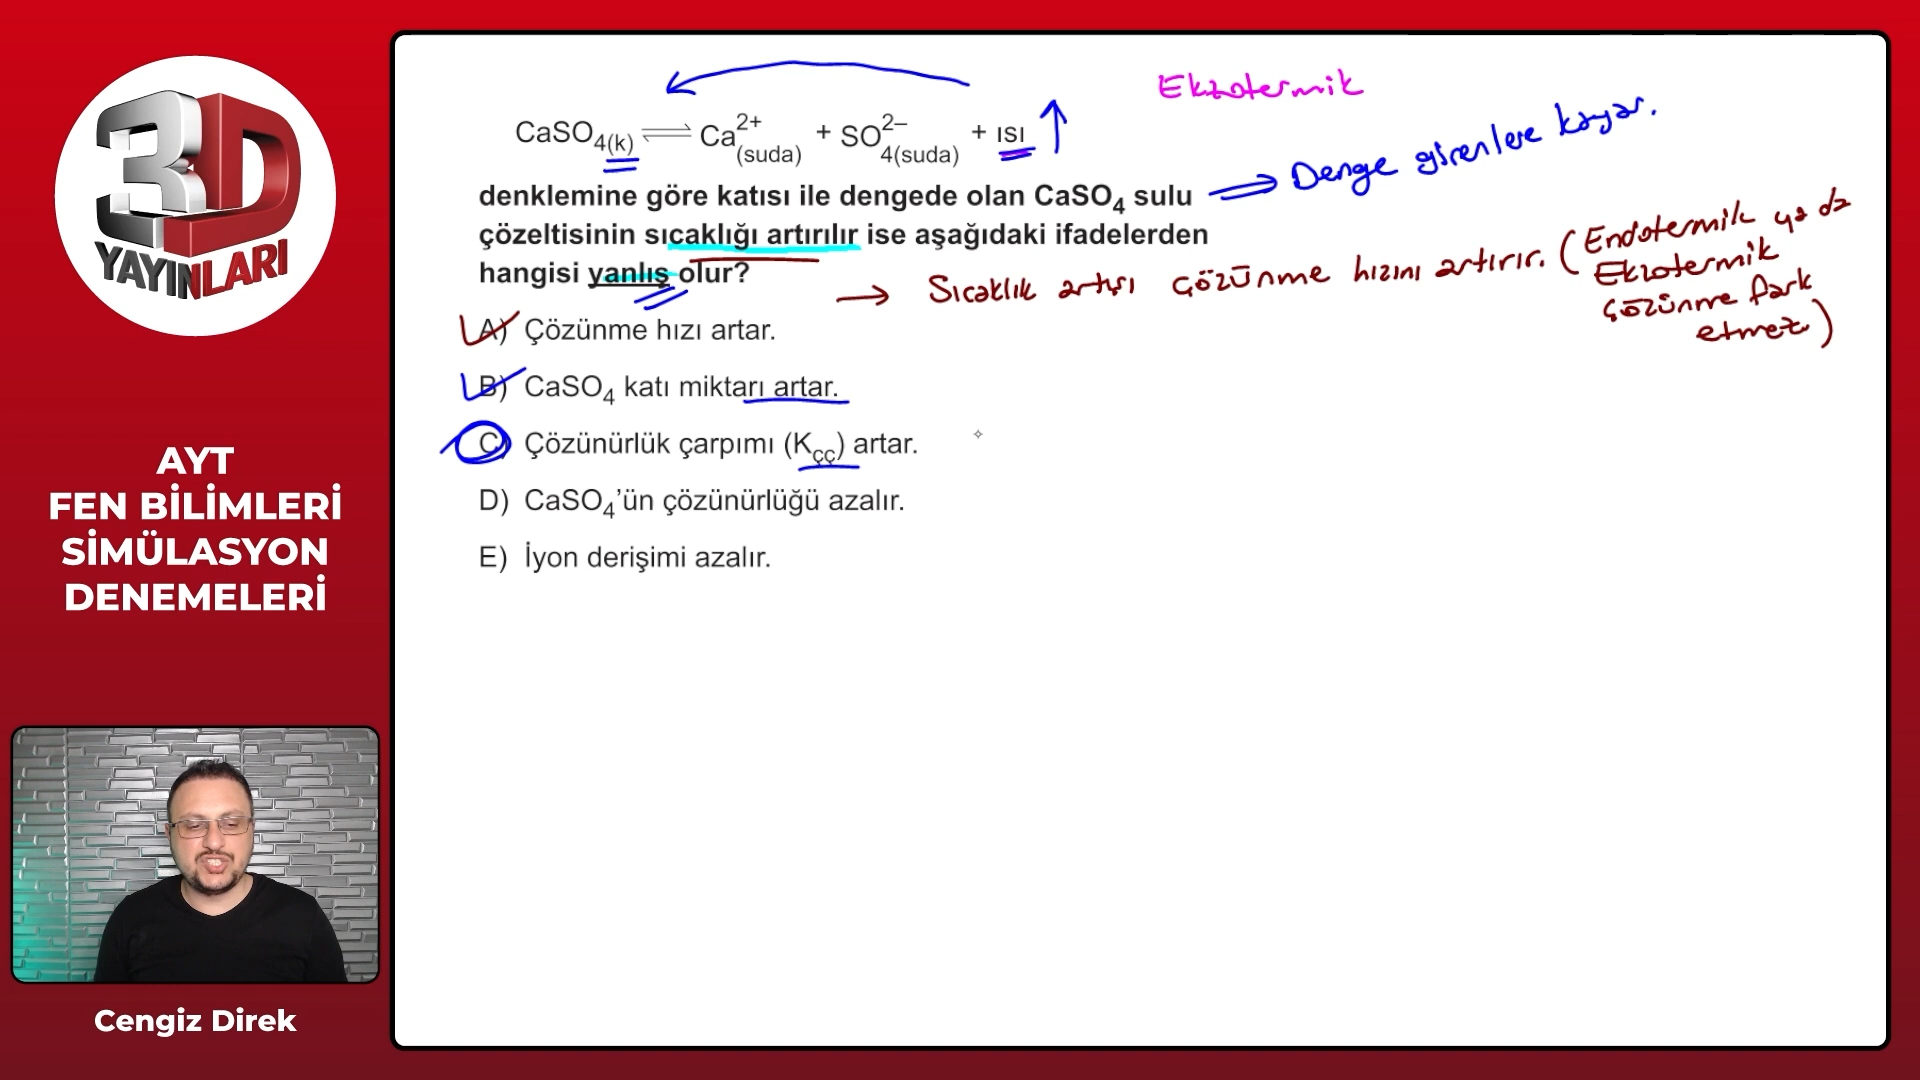 3D
YAYINLARI
AYT
FEN BİLİMLERİ
SİMÜLASYON
DENEMELERİ
Cengiz Direk
Ekzotermik
CaSO4(k) ⇌ Ca2+(suda) + SO42–4(suda) + ISI ↑
denklemine göre katısı ile dengede olan CaSO4 sulu
⇒ Denge girenlere kayar.
çözeltisinin sıcaklığı artırılır ise aşağıdaki ifadelerden
hangisi yanlış olur?
→ Sıcaklık artışı çözünme hızını artırır. (Endotermik ya da
Ekzotermik
çözünme fark
etmez)
A) Çözünme hızı artar.
B) CaSO4 katı miktarı artar.
C) Çözünürlük çarpımı (Kçç) artar.
D) CaSO4’ün çözünürlüğü azalır.
E) İyon derişimi azalır.